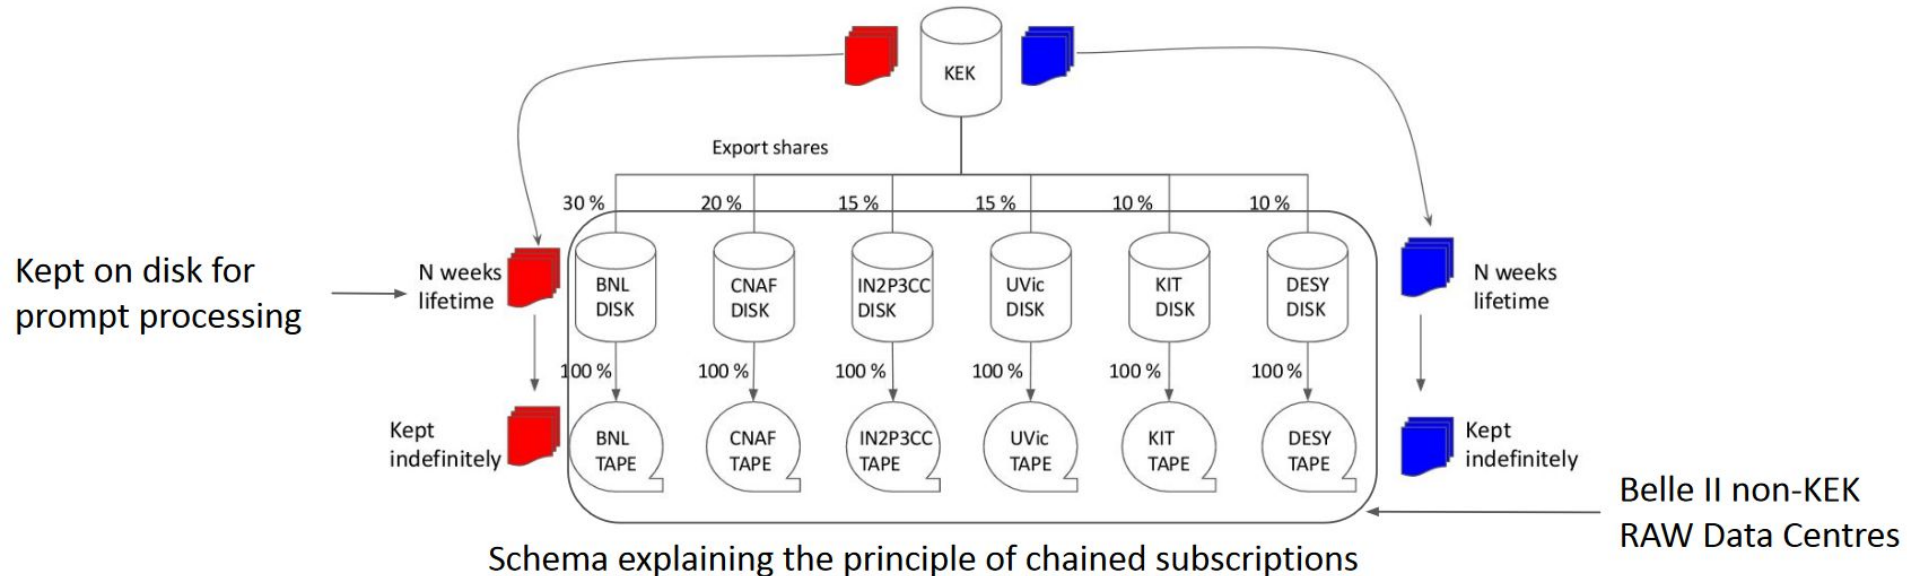 KEK
Export shares
30 %
20 %
15 %
15 %
10 %
10 %
Kept on disk for
prompt processing
N weeks
lifetime
BNL
DISK
CNAF
DISK
IN2P3CC
DISK
UVic
DISK
KIT
DISK
DESY
DISK
N weeks
lifetime
100 %
100 %
100 %
100 %
100 %
100 %
Kept
indefinitely
BNL
TAPE
CNAF
TAPE
IN2P3CC
TAPE
UVic
TAPE
KIT
TAPE
DESY
TAPE
Kept
indefinitely
Belle II non-KEK
RAW Data Centres
Schema explaining the principle of chained subscriptions